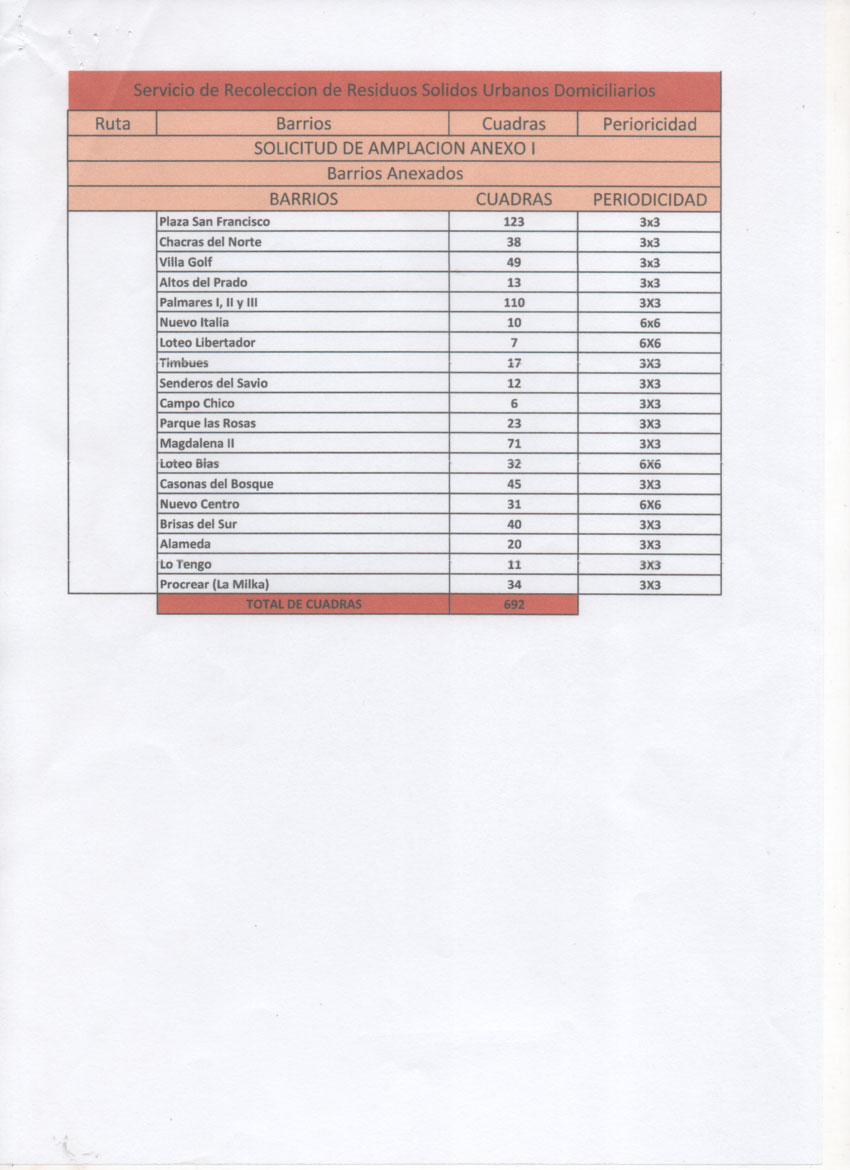 Servicio de Recoleccion de Residuos Solidos Urbanos Domiciliarios
Ruta Barrios Cuadras Perioricidad
SOLICITUD DE AMPLACION ANEXO I
Barrios Anexados
BARRIOS CUADRAS PERIODICIDAD
Plaza San Francisco 123 3x3
Chacras del Norte 38 3x3
Villa Golf 49 3x3
Altos del Prado 13 3x3
Palmares I, II y III 110 3X3
Nuevo Italia 10 6x6
Loteo Libertador 7 6X6
Timbues 17 3X3
Senderos del Savio 12 3X3
Campo Chico 6 3X3
Parque las Rosas 23 3X3
Magdalena II 71 3X3
Loteo Bias 32 6X6
Casonas del Bosque 45 3X3
Nuevo Centro 31 6X6
Brisas del Sur 40 3X3
Alameda 20 3X3
Lo Tengo 11 3X3
Procrear (La Milka) 34 3X3
TOTAL DE CUADRAS 692